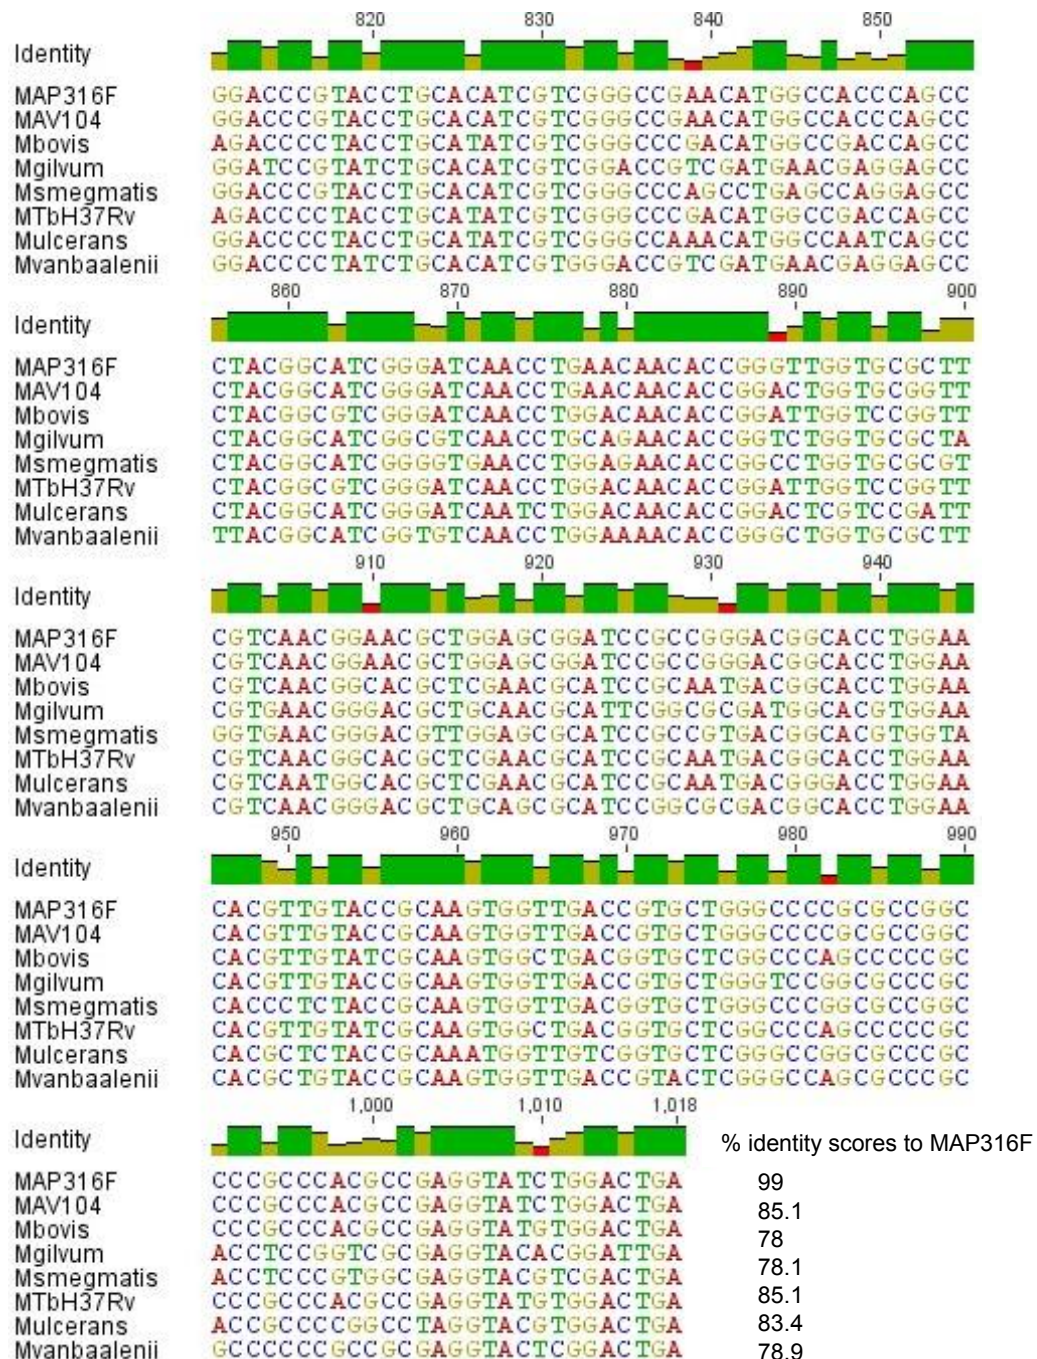 820 830 840 850
Identity
MAP316F GGACCCGTACCTGCACATCGTCGGGCCGAACATGGCCACCCAGCC
MAV104 GGACCCGTACCTGCACATCGTCGGGCCGAACATGGCCACCCAGCC
Mbovis AGACCCCTACCTGCATATCGTCGGGCCCGACATGGCCGACCAGCC
Mgilvum GGATCCGTATCTGCACATCGTCGGACCGTCGATGAACGAGGAGCC
Msmegmatis GGACCCGTACCTGCACATCGTCGGGCCCAGCCTGAGCCAGGAGCC
MTbH37Rv AGACCCCTACCTGCATATCGTCGGGCCCGACATGGCCGACCAGCC
Mulcerans GGACCCCTACCTGCATATCGTCGGGCCAAACATGGCCAATCAGCC
Mvanbaalenii GGACCCCTATCTGCACATCGTGGGACCGTCGATGAACGAGGAGCC
860 870 880 890 900
Identity
MAP316F CTACGGCATCGGGATCAACCTGAACAACACCGGGTTGGTGCGCTT
MAV104 CTACGGCATCGGGATCAACCTGAACAACACCGGACTGGTGCGGTT
Mbovis CTACGGCGTCGGGATCAACCTGGACAACACCGGATTGGTCCGGTT
Mgilvum CTACGGCATCGGCGTCAACCTGCAGAACACCGGTCTGGTGCGCTA
Msmegmatis CTACGGCATCGGGGTGAACCTGGAGAACACCGGCCTGGTGCGCGT
MTbH37Rv CTACGGCGTCGGGATCAACCTGGACAACACCGGATTGGTCCGGTT
Mulcerans CTACGGCATCGGGATCAATCTGGACAACACCGGACTCGTCCGATT
Mvanbaalenii TTACGGCATCGGTGTCAACCTGGAAAACACCGGGCTGGTGCGCTT
910 920 930 940
Identity
MAP316F CGTCAACGGAACGCTGGAGCGGATCCGCCGGGACGGCACCTGGAA
MAV104 CGTCAACGGAACGCTGGAGCGGATCCGCCGGGACGGCACCTGGAA
Mbovis CGTCAACGGCACGCTCGAACGCATCCGCAATGACGGCACCTGGAA
Mgilvum CGTGAACGGGACGCTGCAACGCATTCGGCGCGATGGCACGTGGAA
Msmegmatis GGTGAACGGGACGTTGGAGCGCATCCGCCGTGACGGCACGTGGTA
MTbH37Rv CGTCAACGGCACGCTCGAACGCATCCGCAATGACGGCACCTGGAA
Mulcerans CGTCAATGGCACGCTCGAACGCATCCGCAATGACGGGACCTGGAA
Mvanbaalenii CGTCAACGGGACGCTGCAGCGCATCCGGCGCGACGGCACCTGGAA
950 960 970 980 990
Identity
MAP316F CACGTTGTACCGCAAGTGGTTGACCGTGCTGGGCCCCGCGCCGGC
MAV104 CACGTTGTACCGCAAGTGGTTGACCGTGCTGGGCCCCGCGCCGGC
Mbovis CACGTTGTATCGCAAGTGGCTGACGGTGCTCGGCCCAGCCCCCGC
Mgilvum CACGTTGTACCGCAAGTGGTTGACCGTGCTGGGTCCGGCACCCGC
Msmegmatis CACCCTCTACCGCAAGTGGTTGACGGTGCTGGGCCCGGCGCCGGC
MTbH37Rv CACGTTGTATCGCAAGTGGCTGACGGTGCTCGGCCCAGCCCCCGC
Mulcerans CACGCTCTACCGCAAATGGTTGTCGGTGCTCGGGCCGGCGCCCGC
Mvanbaalenii CACGCTGTACCGCAAGTGGTTGACCGTACTCGGGCCAGCGCCCGC
1,000 1,010 1,018
Identity % identity scores to MAP316F
MAP316F CCCGCCCACGCCGAGGTATCTGGACTGA 99
MAV104 CCCGCCCACGCCGAGGTATCTGGACTGA 85.1
Mbovis CCCGCCCACGCCGAGGTATGTGGACTGA 78
Mgilvum ACCTCCGGTCGCGAGGTACACGGATTGA 78.1
Msmegmatis ACCTCCCGTGGCGAGGTACGTCGACTGA 85.1
MTbH37Rv CCCGCCCACGCCGAGGTATGTGGACTGA 83.4
Mulcerans ACCGCCCCGGCCTAGGTACGTGGACTGA 78.9
Mvanbaalenii GCCCCCCGCCGCGAGGTACTCGGACTGA